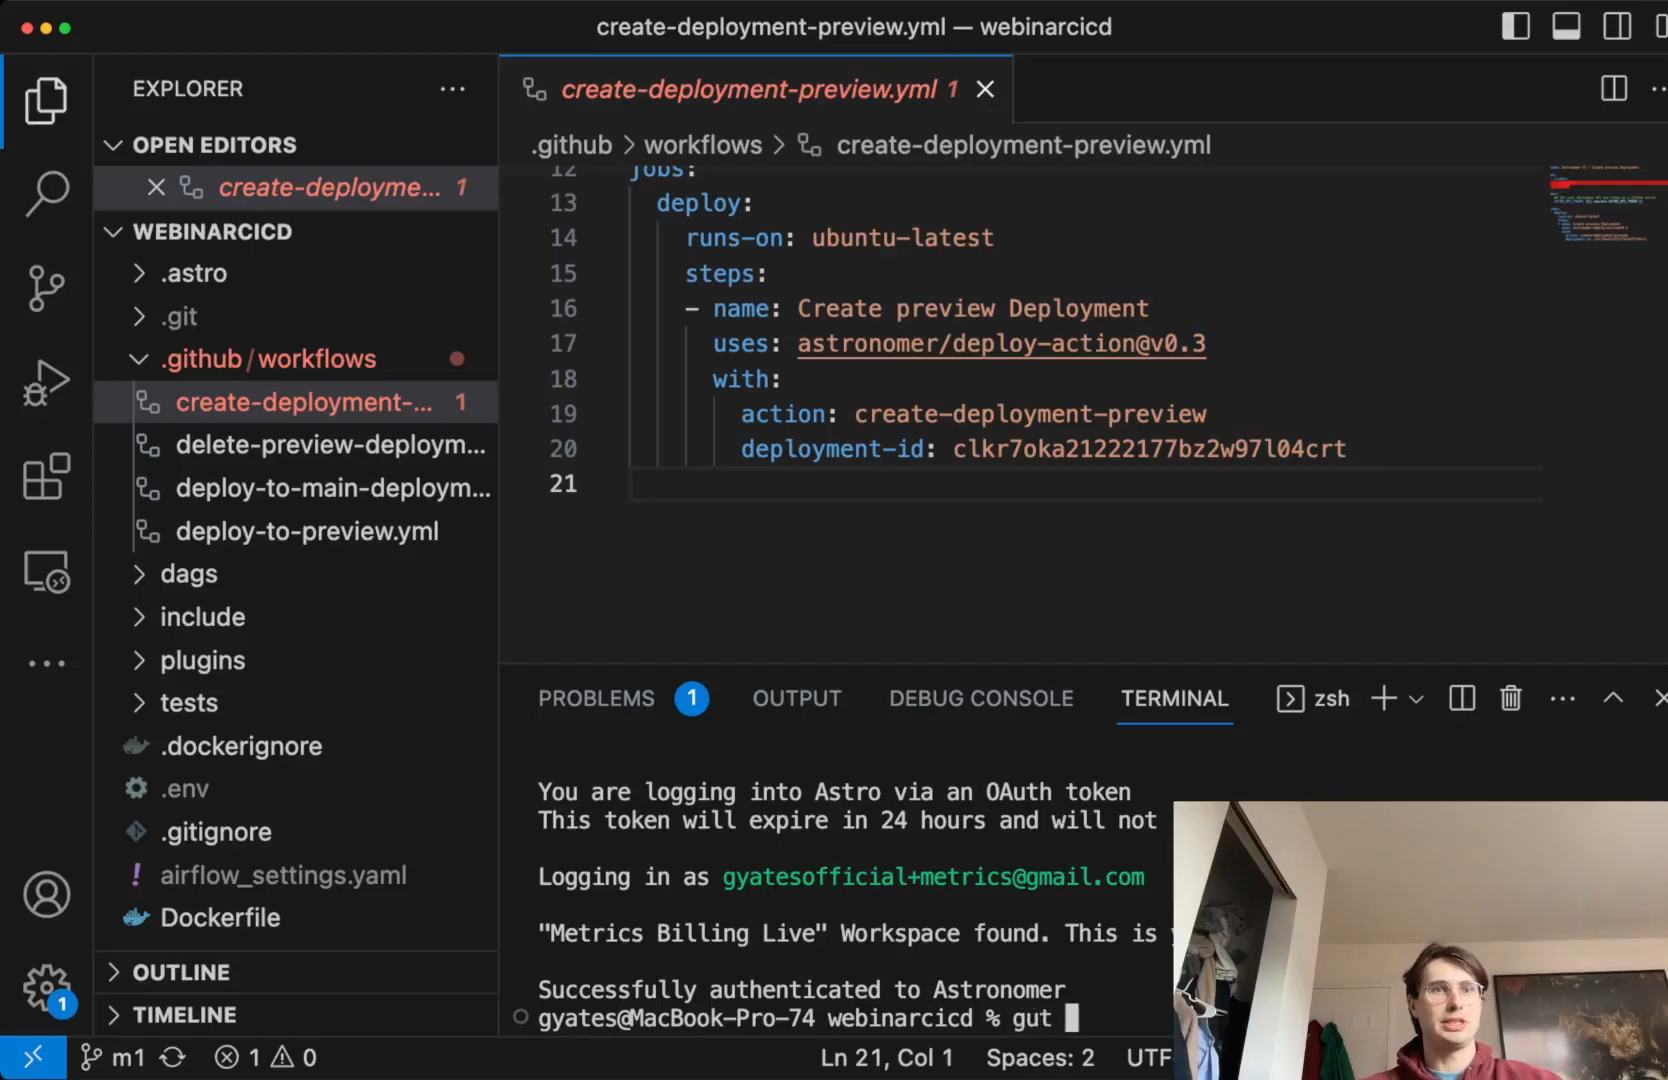 create-deployment-preview.yml — webinarcicd
EXPLORER
OPEN EDITORS
create-deployme... 1
WEBINARCICD
.astro
.git
.github/workflows
create-deployment-... 1
delete-preview-deploym...
deploy-to-main-deploym...
deploy-to-preview.yml
dags
include
plugins
tests
.dockerignore
.env
.gitignore
! airflow_settings.yaml
Dockerfile
OUTLINE
TIMELINE
create-deployment-preview.yml 1
.github > workflows > create-deployment-preview.yml
12 jobs:
13 deploy:
14 runs-on: ubuntu-latest
15 steps:
16 - name: Create preview Deployment
17 uses: astronomer/deploy-action@v0.3
18 with:
19 action: create-deployment-preview
20 deployment-id: clkr7oka21222177bz2w97l04crt
21
PROBLEMS 1 OUTPUT DEBUG CONSOLE TERMINAL zsh
You are logging into Astro via an OAuth token
This token will expire in 24 hours and will not
Logging in as gyatesofficial+metrics@gmail.com
"Metrics Billing Live" Workspace found. This is
Successfully authenticated to Astronomer
gyates@MacBook-Pro-74 webinarcicd % gut
1
m1 1 0 Ln 21, Col 1 Spaces: 2 UTF